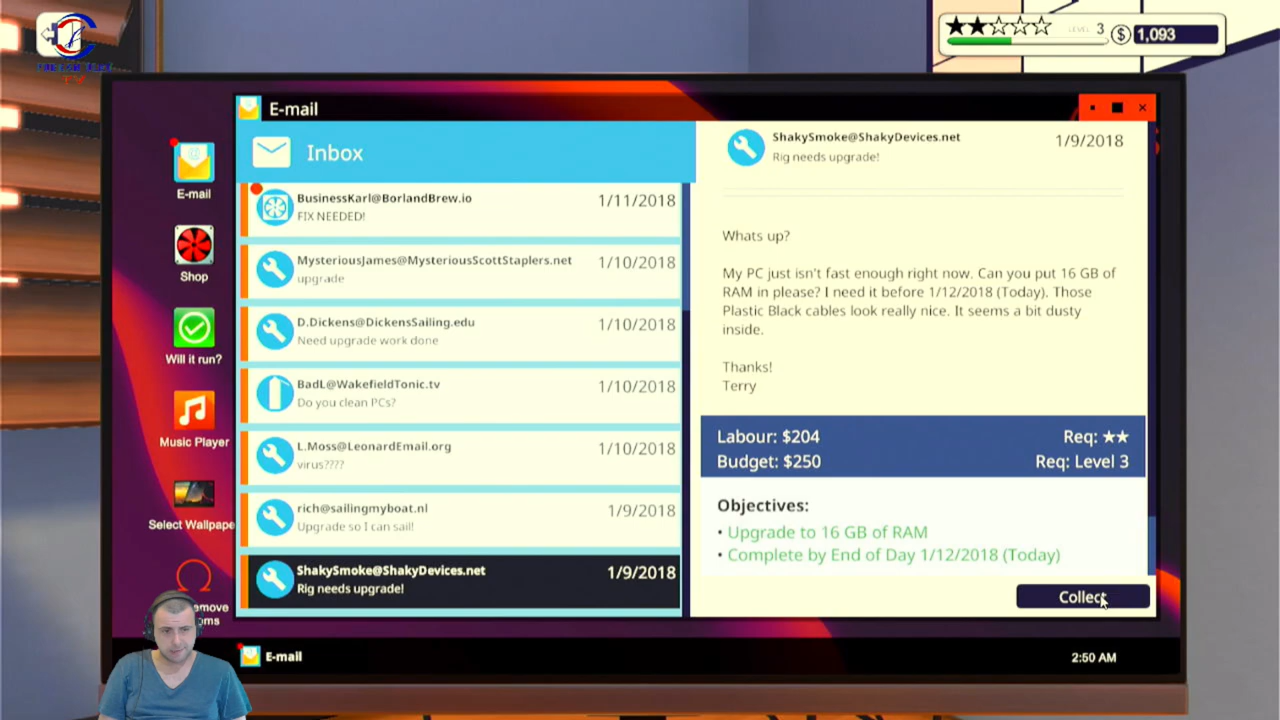 LEVEL 3 $ 1,093
E-mail
Inbox
E-mail
Shop
Will it run?
Music Player
Select Wallpape
BusinessKarl@BorlandBrew.io 1/11/2018
FIX NEEDED!
MysteriousJames@MysteriousScottStaplers.net 1/10/2018
upgrade
D.Dickens@DickensSailing.edu 1/10/2018
Need upgrade work done
BadL@WakefieldTonic.tv 1/10/2018
Do you clean PCs?
L.Moss@LeonardEmail.org 1/10/2018
virus????
rich@sailingmyboat.nl 1/9/2018
Upgrade so I can sail!
ShakySmoke@ShakyDevices.net 1/9/2018
Rig needs upgrade!
ShakySmoke@ShakyDevices.net 1/9/2018
Rig needs upgrade!
Whats up?
My PC just isn't fast enough right now. Can you put 16 GB of
RAM in please? I need it before 1/12/2018 (Today). Those
Plastic Black cables look really nice. It seems a bit dusty
inside.
Thanks!
Terry
Labour: $204 Req: ★★
Budget: $250 Req: Level 3
Objectives:
• Upgrade to 16 GB of RAM
• Complete by End of Day 1/12/2018 (Today)
Collect
E-mail
2:50 AM